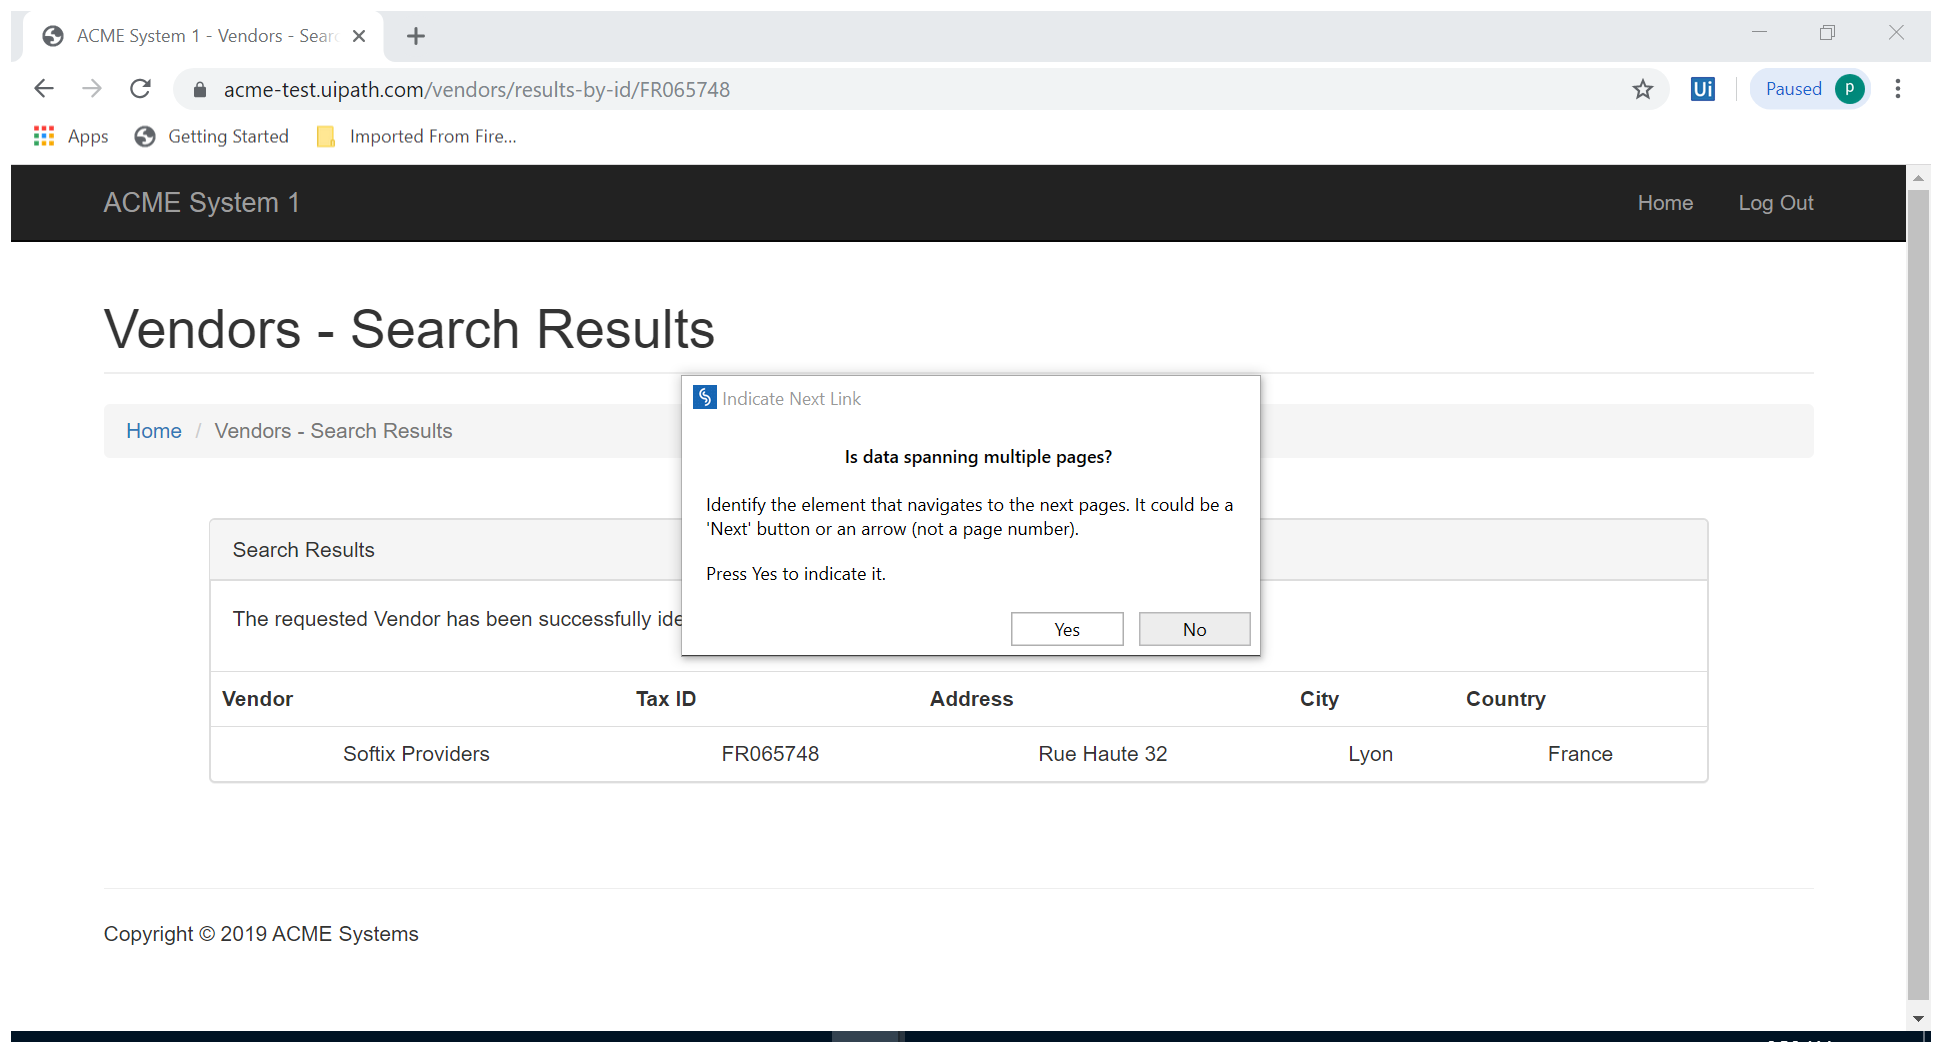 ACME System 1 - Vendors - Sear
acme-test.uipath.com/vendors/results-by-id/FR065748
Ui
Paused
P
Apps
Getting Started
Imported From Fire...
ACME System 1
Home
Log Out
Vendors - Search Results
Home / Vendors - Search Results
Indicate Next Link
Is data spanning multiple pages?
Identify the element that navigates to the next pages. It could be a
'Next' button or an arrow (not a page number).
Press Yes to indicate it.
Yes
No
Search Results
The requested Vendor has been successfully ide
Vendor Tax ID Address City Country
Softix Providers FR065748 Rue Haute 32 Lyon France
Copyright © 2019 ACME Systems